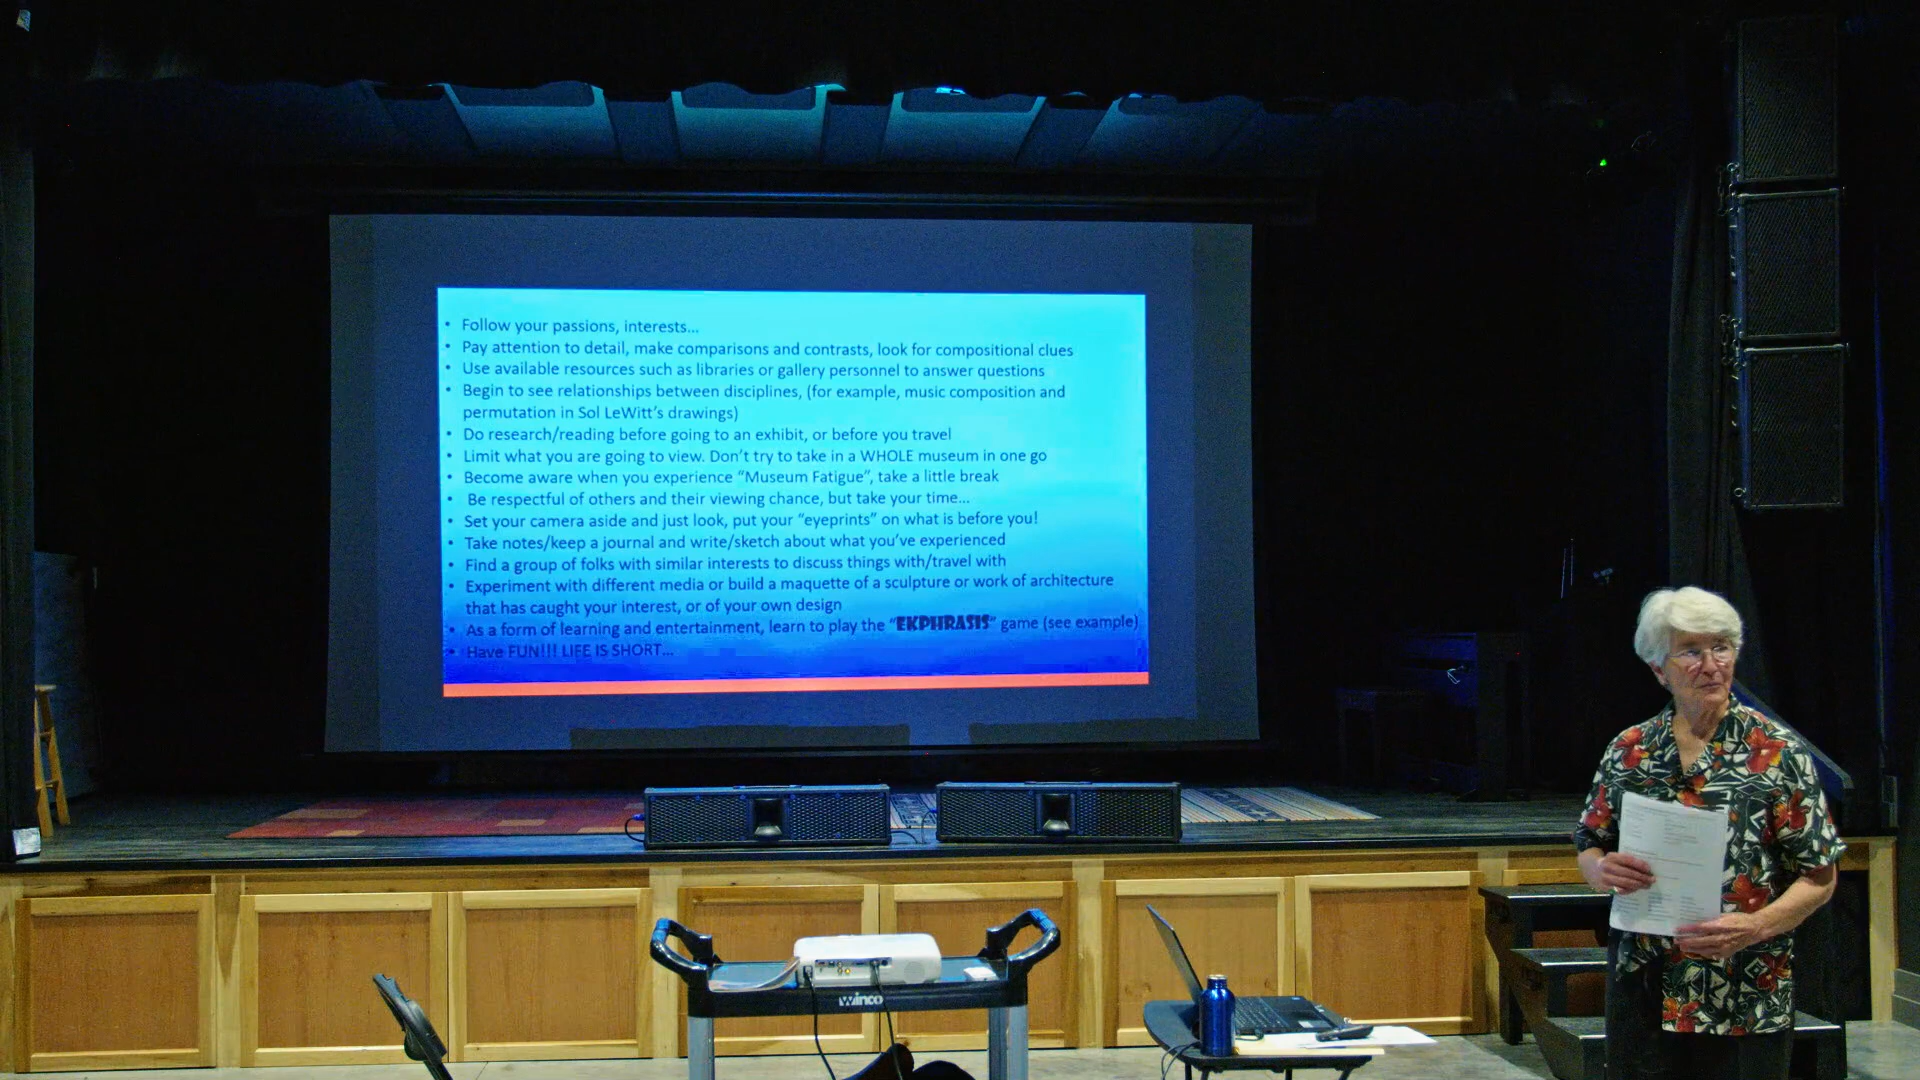 • Follow your passions, interests...
• Pay attention to detail, make comparisons and contrasts, look for compositional clues
• Use available resources such as libraries or gallery personnel to answer questions
• Begin to see relationships between disciplines, (for example, music composition and
permutation in Sol LeWitt's drawings)
• Do research/reading before going to an exhibit, or before you travel
• Limit what you are going to view. Don't try to take in a WHOLE museum in one go
• Become aware when you experience "Museum Fatigue", take a little break
• Be respectful of others and their viewing chance, but take your time...
• Set your camera aside and just look, put your "eyeprints" on what is before you!
• Take notes/keep a journal and write/sketch about what you've experienced
• Find a group of folks with similar interests to discuss things with/travel with
• Experiment with different media or build a maquette of a sculpture or work of architecture
that has caught your interest, or of your own design
• As a form of learning and entertainment, learn to play the "EKPHRASIS" game (see example)
• Have FUN!!! LIFE IS SHORT...
winco